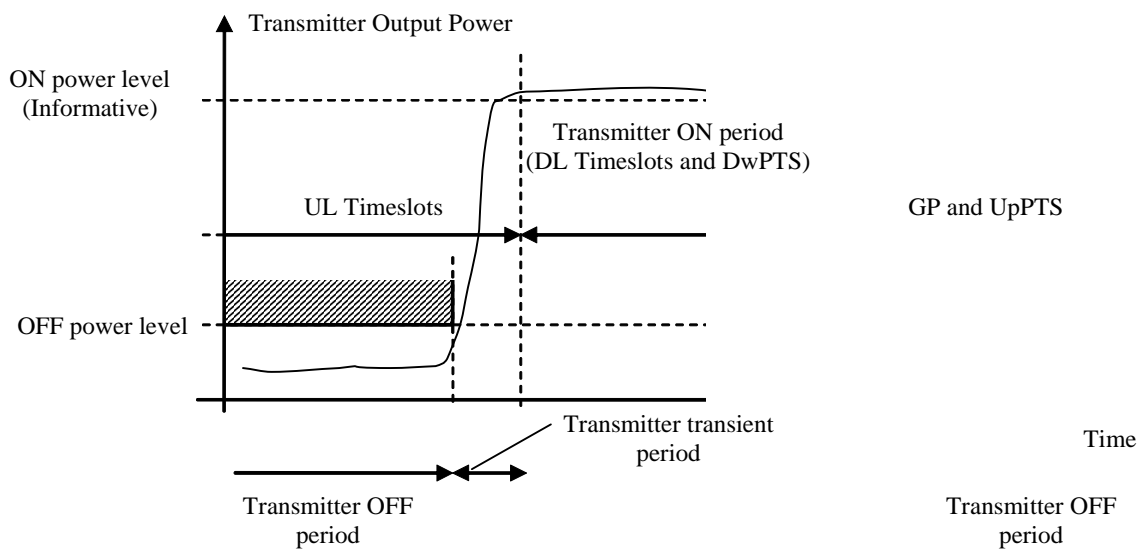 Transmitter Output Power
ON power level
(Informative)
Transmitter ON period
(DL Timeslots and DwPTS)
UL Timeslots
GP and UpPTS
OFF power level
Transmitter transient
period
Time
Transmitter OFF
period
Transmitter OFF
period